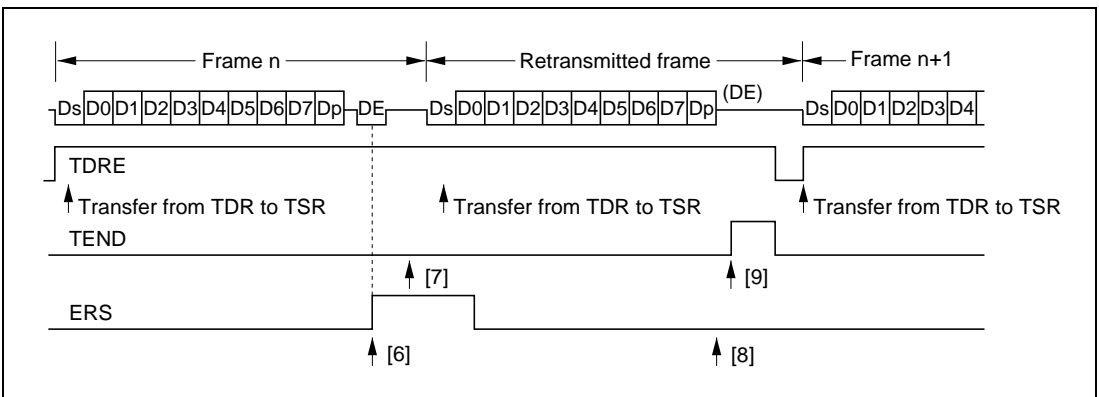 Frame n Retransmitted frame Frame n+1
Ds D0 D1 D2 D3 D4 D5 D6 D7 Dp DE Ds D0 D1 D2 D3 D4 D5 D6 D7 Dp (DE) Ds D0 D1 D2 D3 D4
TDRE
Transfer from TDR to TSR Transfer from TDR to TSR Transfer from TDR to TSR
TEND
[7] [9]
ERS
[6] [8]